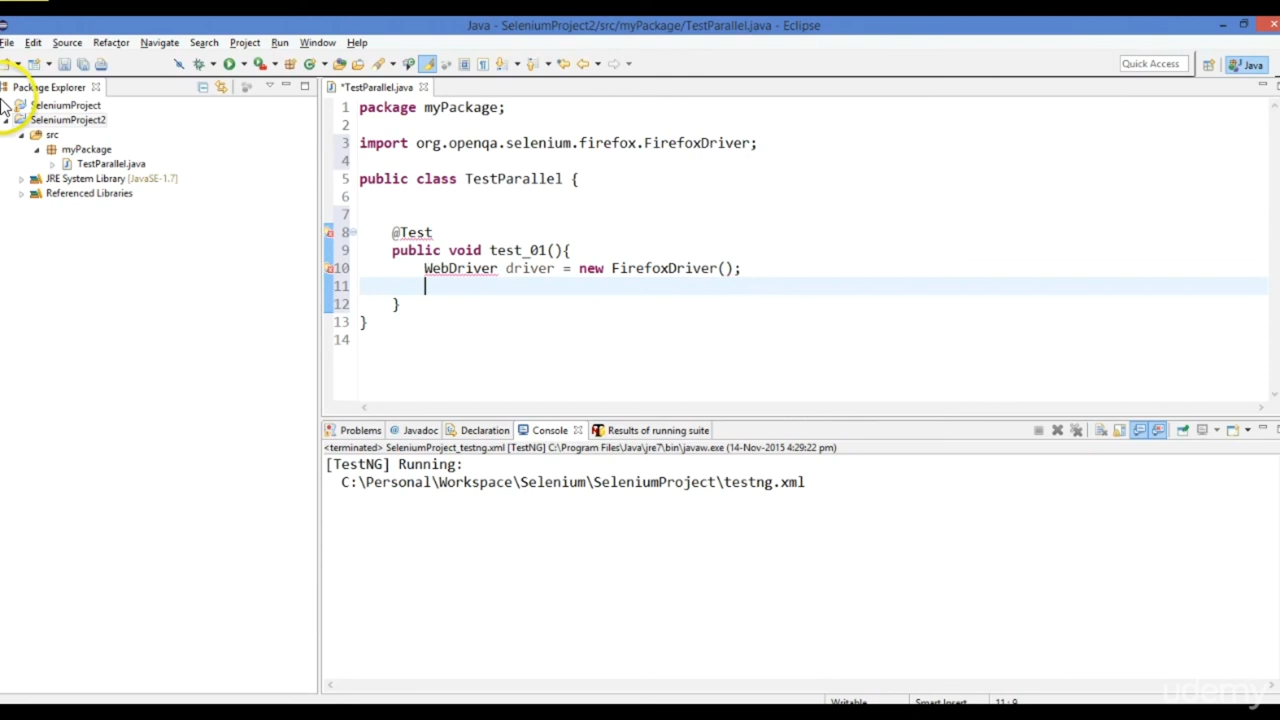 Java - SeleniumProject2/src/myPackage/TestParallel.java - Eclipse
File Edit Source Refactor Navigate Search Project Run Window Help
Quick Access
Java
Package Explorer
SeleniumProject
SeleniumProject2
src
myPackage
TestParallel.java
JRE System Library [JavaSE-1.7]
Referenced Libraries
*TestParallel.java
1 package myPackage;
2
3 import org.openqa.selenium.firefox.FirefoxDriver;
4
5 public class TestParallel {
6
7
8 @Test
9 public void test_01(){
10 WebDriver driver = new FirefoxDriver();
11
12 }
13 }
14
Problems @ Javadoc Declaration Console Results of running suite
<terminated> SeleniumProject_testng.xml [TestNG] C:\Program Files\Java\jre7\bin\javaw.exe (14-Nov-2015 4:29:22 pm)
[TestNG] Running:
C:\Personal\Workspace\Selenium\SeleniumProject\testng.xml
Writable Smart Insert 11 : 9
udemy